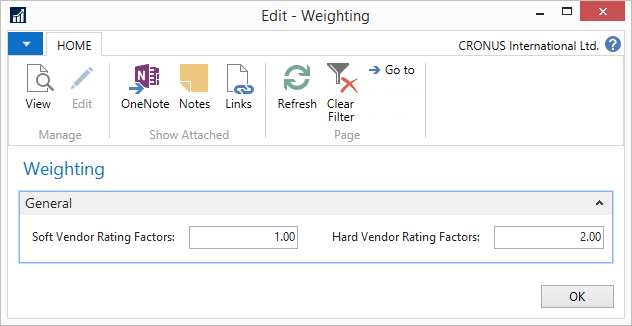 Edit - Weighting
HOME
CRONUS International Ltd. ?
View
Edit
Manage
N
OneNote
Notes
Links
Show Attached
Refresh
Clear
Filter
Go to
Page
Weighting
General
Soft Vendor Rating Factors: 1.00
Hard Vendor Rating Factors: 2.00
OK